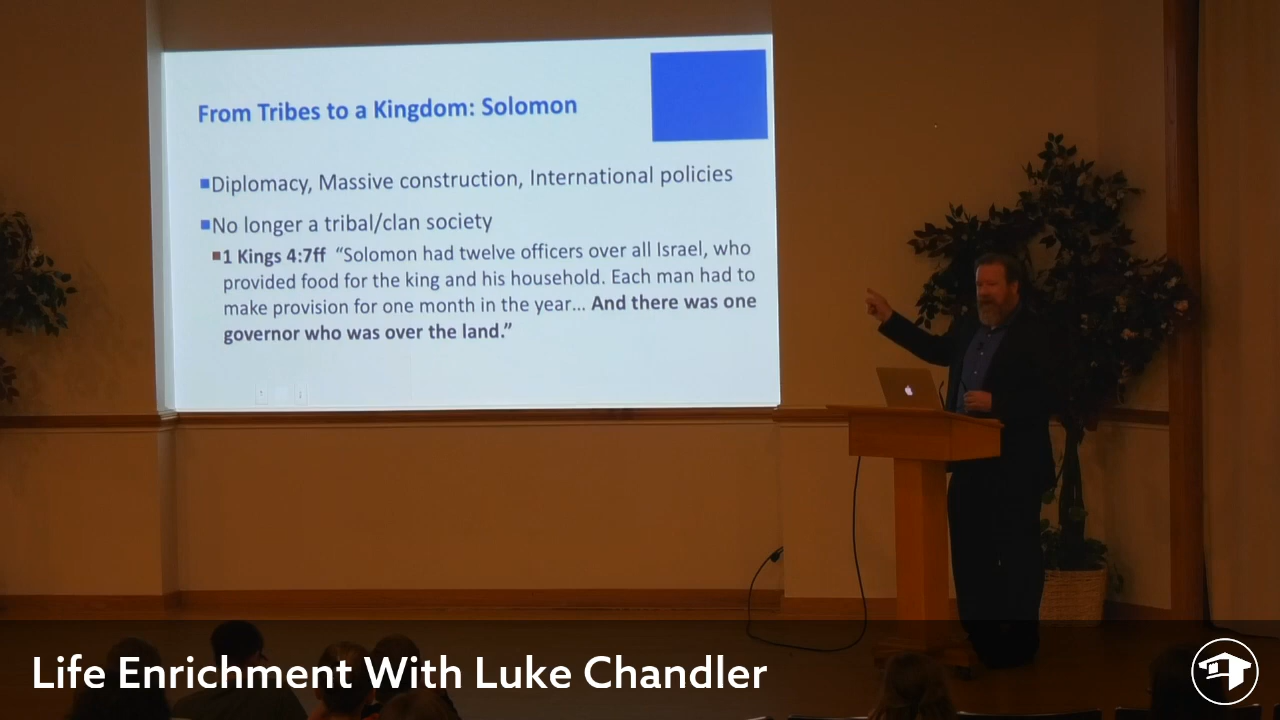 From Tribes to a Kingdom: Solomon
Diplomacy, Massive construction, International policies
No longer a tribal/clan society
1 Kings 4:7ff “Solomon had twelve officers over all Israel, who
provided food for the king and his household. Each man had to
make provision for one month in the year... And there was one
governor who was over the land.”
Life Enrichment With Luke Chandler